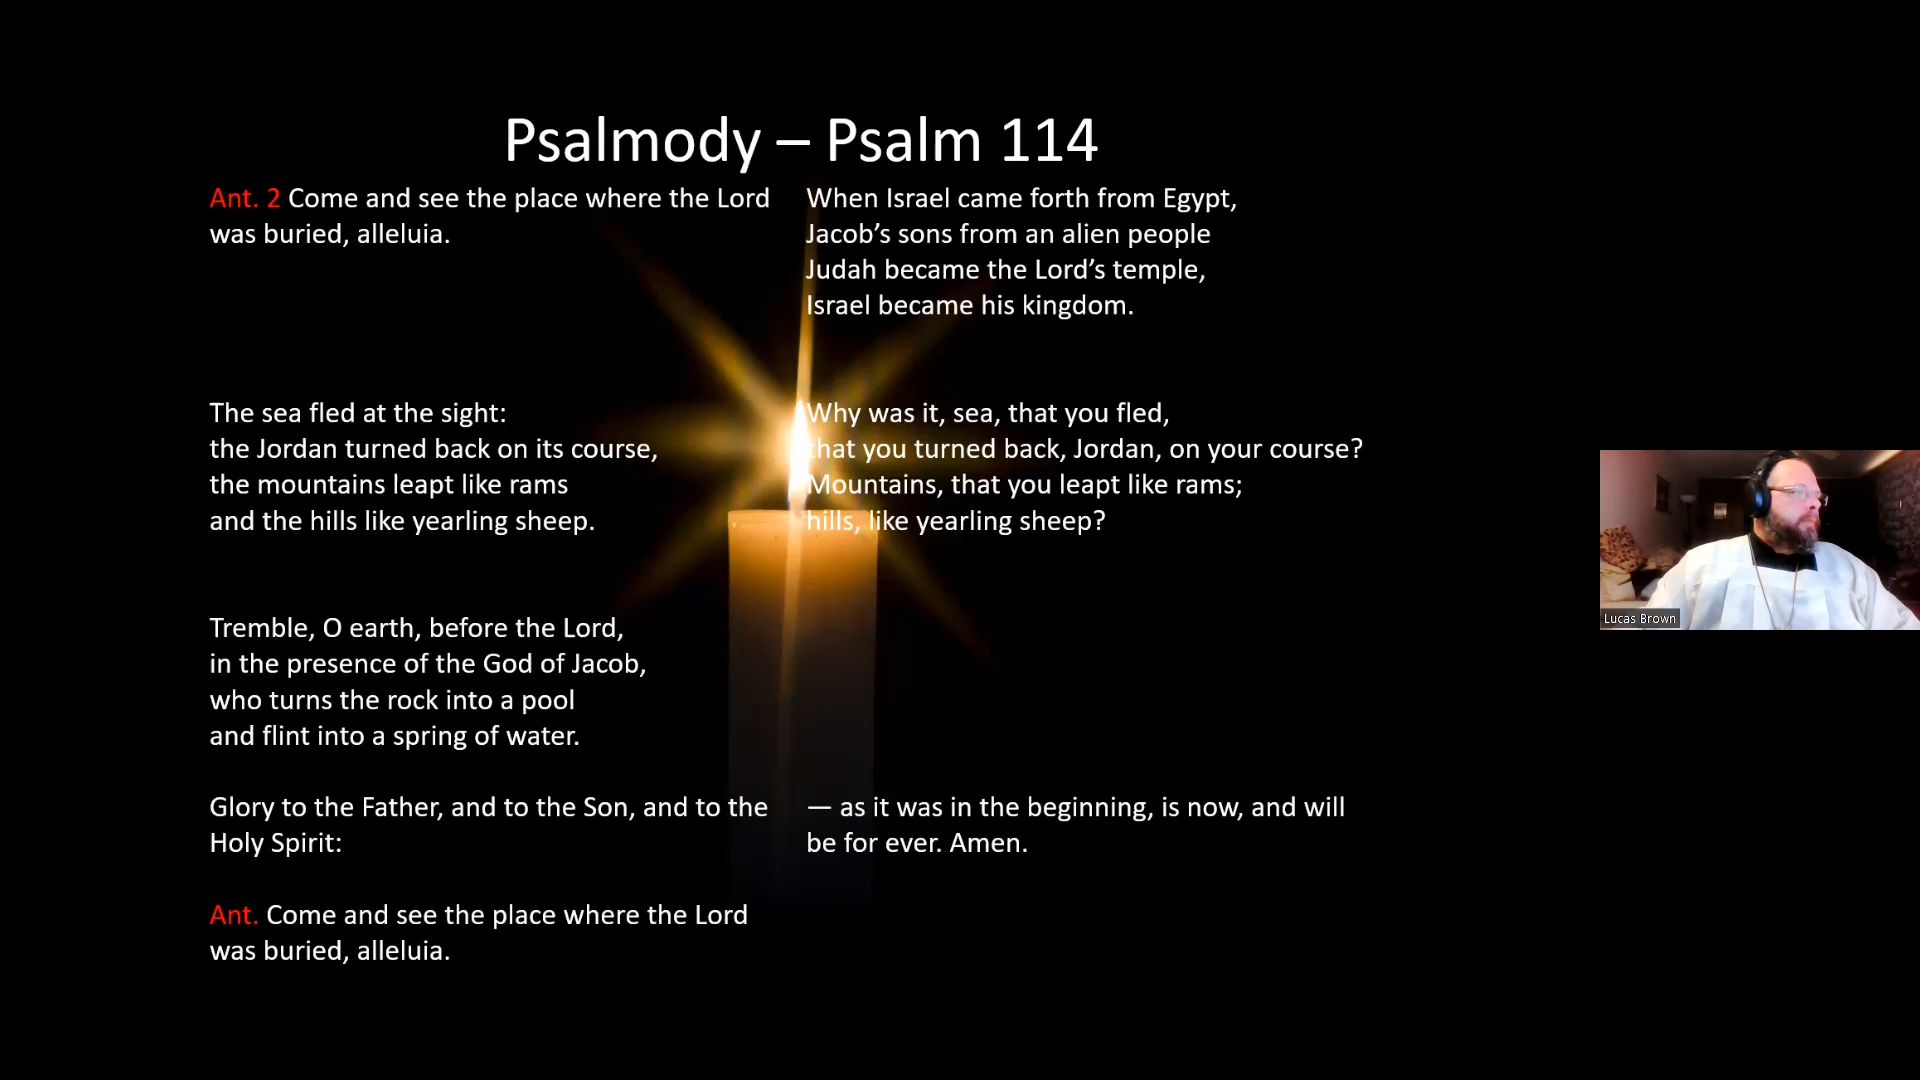 Psalmody – Psalm 114
Ant. 2 Come and see the place where the Lord
was buried, alleluia.
When Israel came forth from Egypt,
Jacob’s sons from an alien people
Judah became the Lord’s temple,
Israel became his kingdom.
The sea fled at the sight:
the Jordan turned back on its course,
the mountains leapt like rams
and the hills like yearling sheep.
Why was it, sea, that you fled,
that you turned back, Jordan, on your course?
Mountains, that you leapt like rams;
hills, like yearling sheep?
Tremble, O earth, before the Lord,
in the presence of the God of Jacob,
who turns the rock into a pool
and flint into a spring of water.
Glory to the Father, and to the Son, and to the
Holy Spirit:
— as it was in the beginning, is now, and will
be for ever. Amen.
Ant. Come and see the place where the Lord
was buried, alleluia.
Lucas Brown